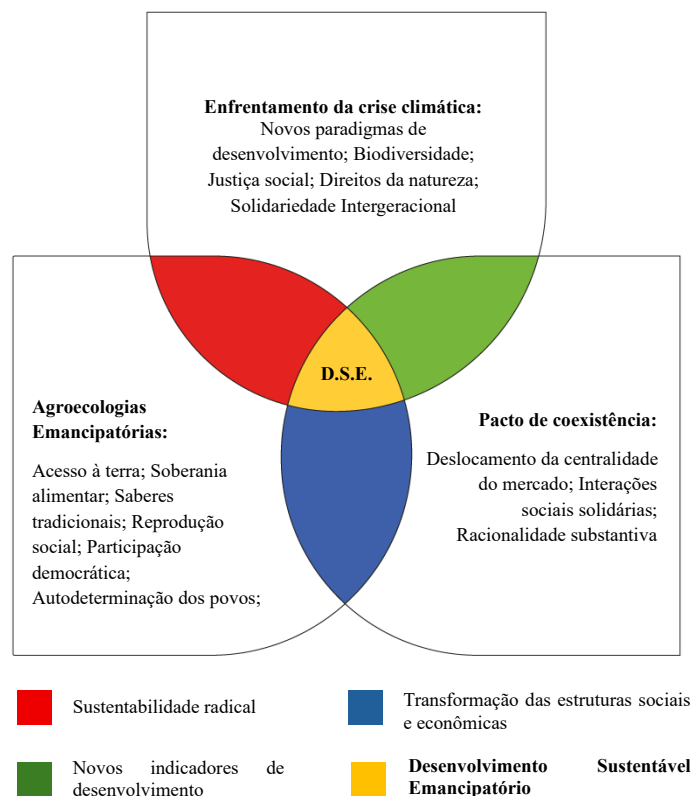 Enfrentamento da crise climática:
Novos paradigmas de
desenvolvimento; Biodiversidade;
Justiça social; Direitos da natureza;
Solidariedade Intergeracional
D.S.E.
Agroecologias
Emancipatórias:
Acesso à terra; Soberania
alimentar; Saberes
tradicionais; Reprodução
social; Participação
democrática;
Autodeterminação dos povos;
Pacto de coexistência:
Deslocamento da centralidade
do mercado; Interações
sociais solidárias;
Racionalidade substantiva
Sustentabilidade radical
Transformação das estruturas sociais
e econômicas
Novos indicadores de
desenvolvimento
Desenvolvimento Sustentável
Emancipatório